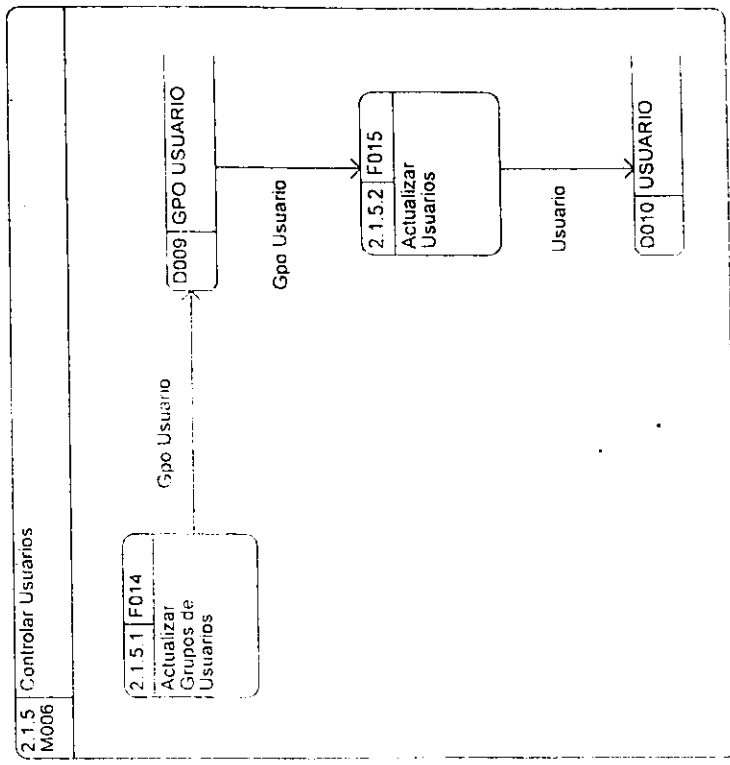 2.1.5 Controlar Usuarios
M006
2.1.5.1 F014
Actualizar
Grupos de
Usuarios
Gpo Usuario
D009 GPO USUARIO
Gpo Usuario
2.1.5.2 F015
Actualizar
Usuarios
Usuario
D010 USUARIO